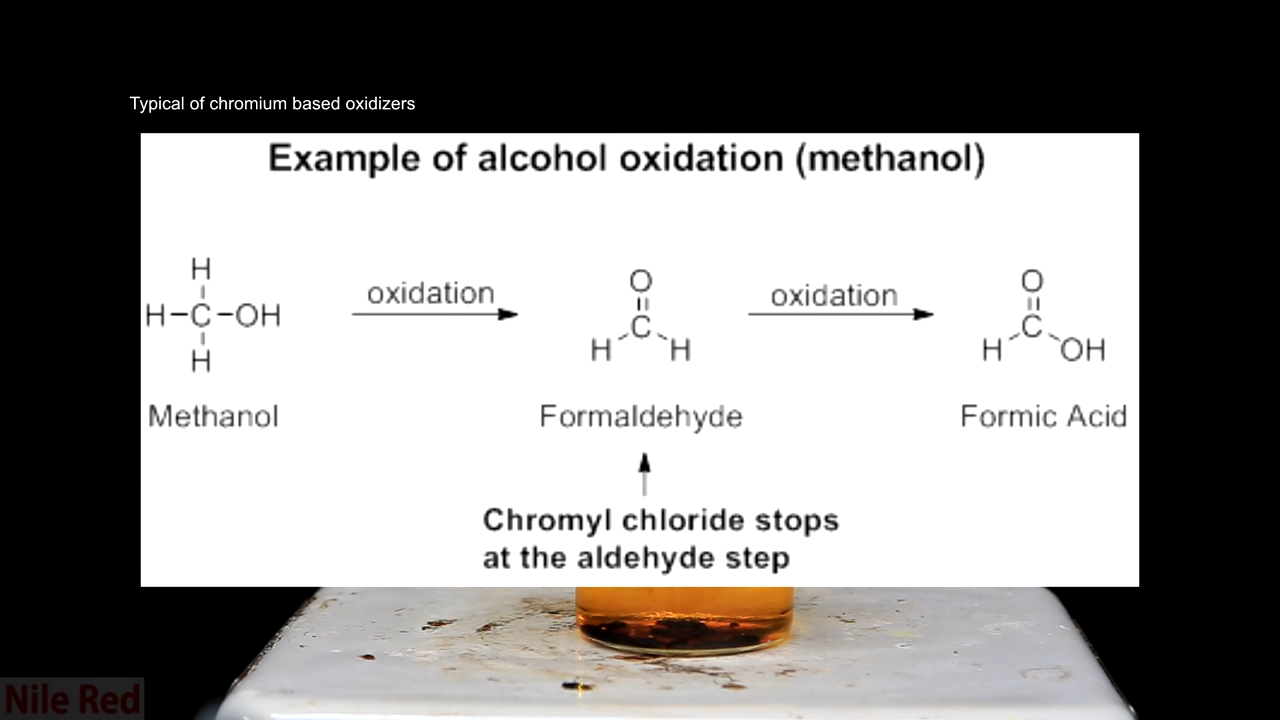 Typical of chromium based oxidizers
Example of alcohol oxidation (methanol)
H
H-C-OH
H
oxidation
O
C
H H
oxidation
O
C
H OH
Methanol
Formaldehyde
Formic Acid
Chromyl chloride stops
at the aldehyde step
Nile Red